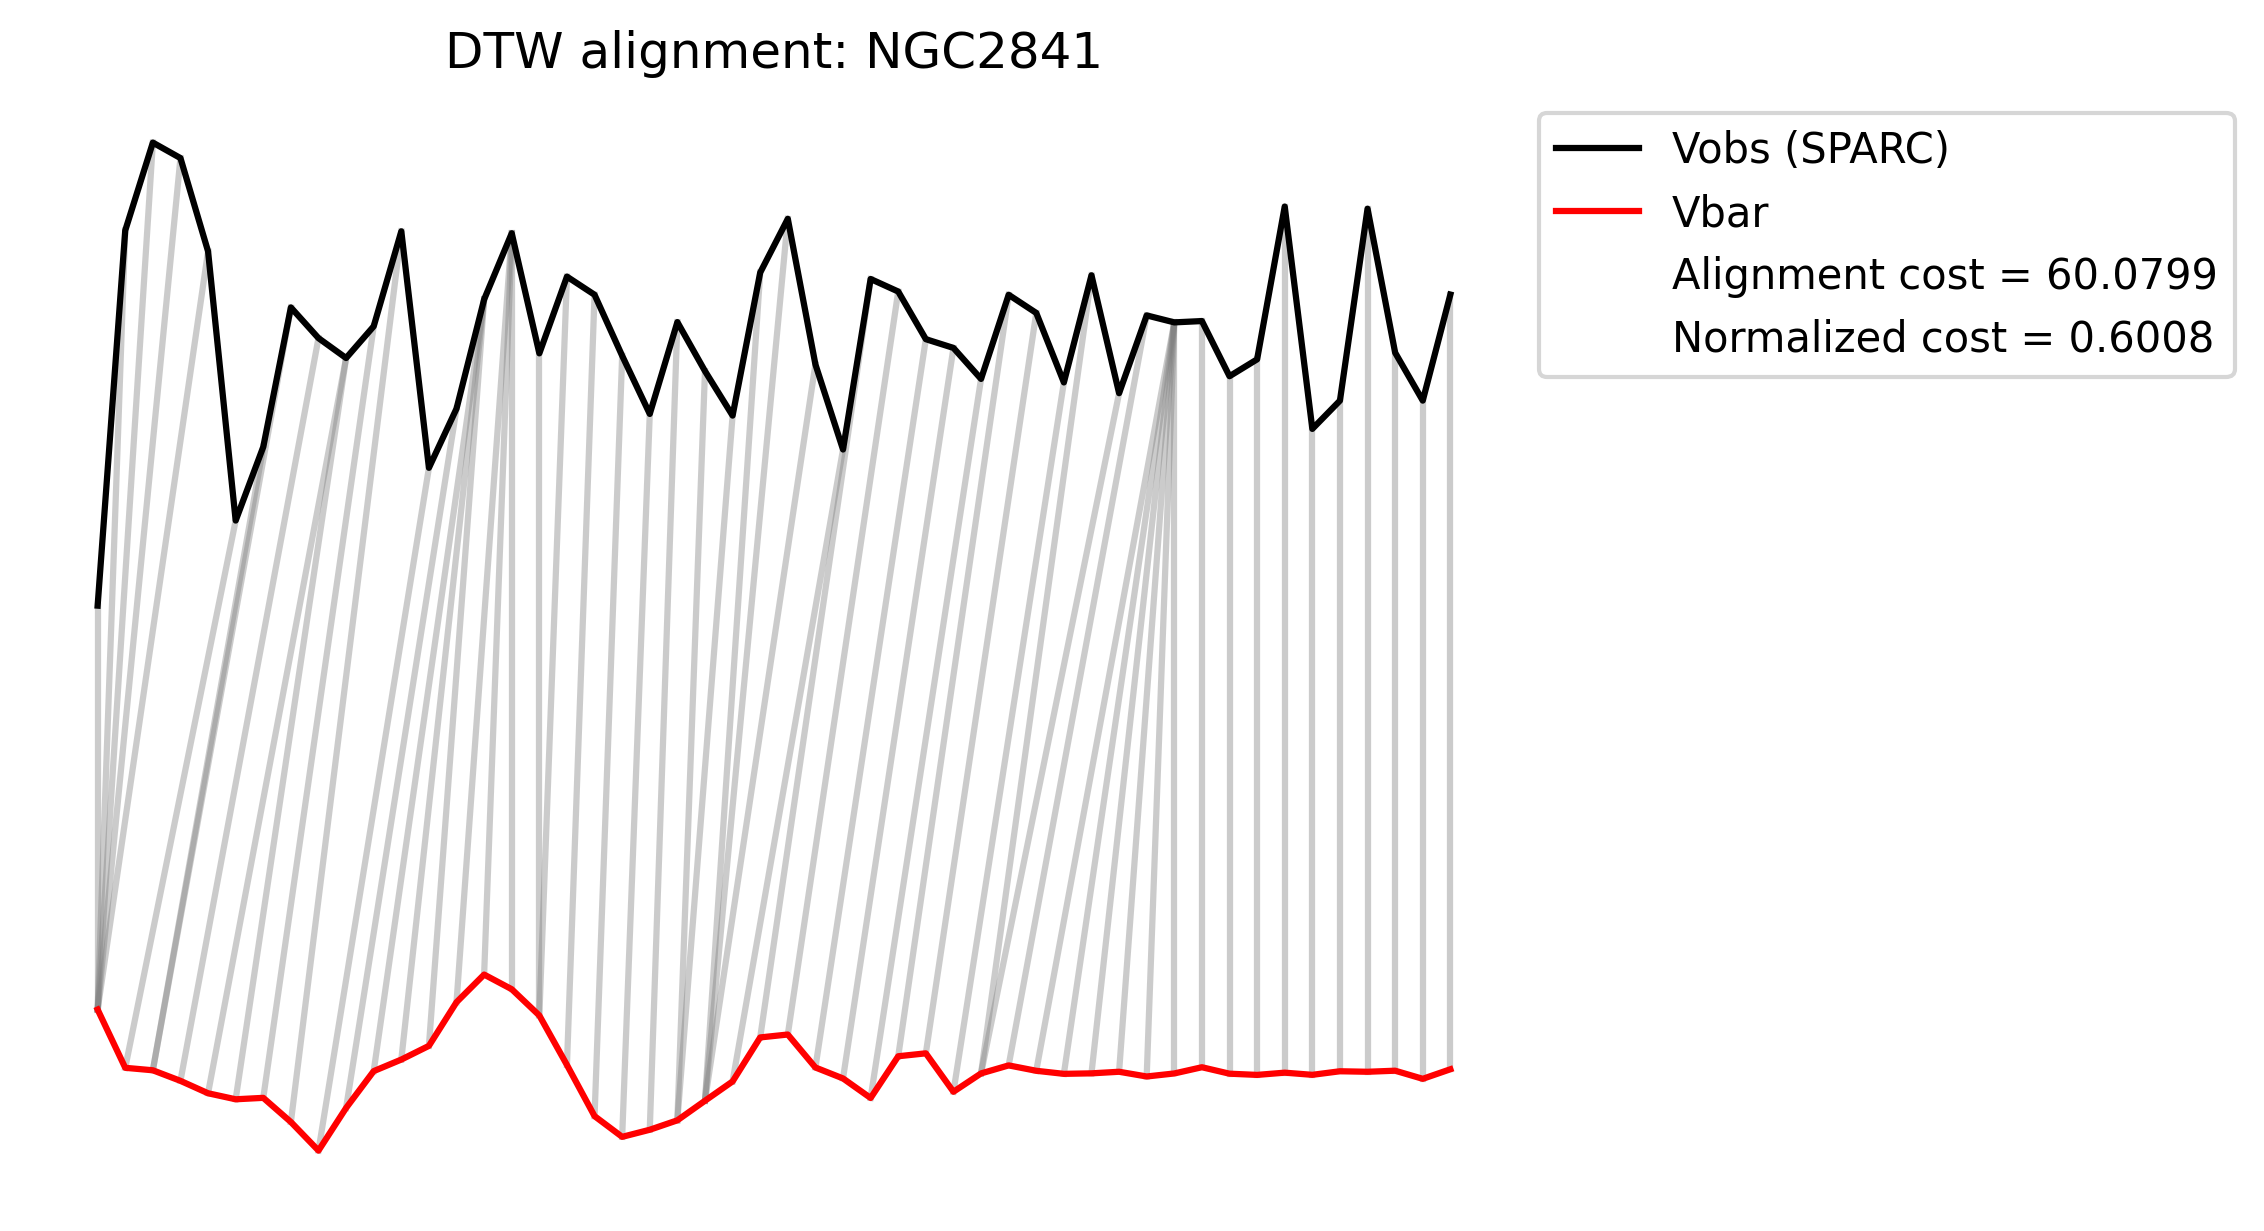 DTW alignment: NGC2841
Vobs (SPARC)
Vbar
Alignment cost = 60.0799
Normalized cost = 0.6008